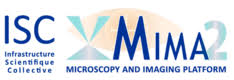 ISC
Infrastructure
Scientifique
Collective
MIMA2
MICROSCOPY AND IMAGING PLATFORM